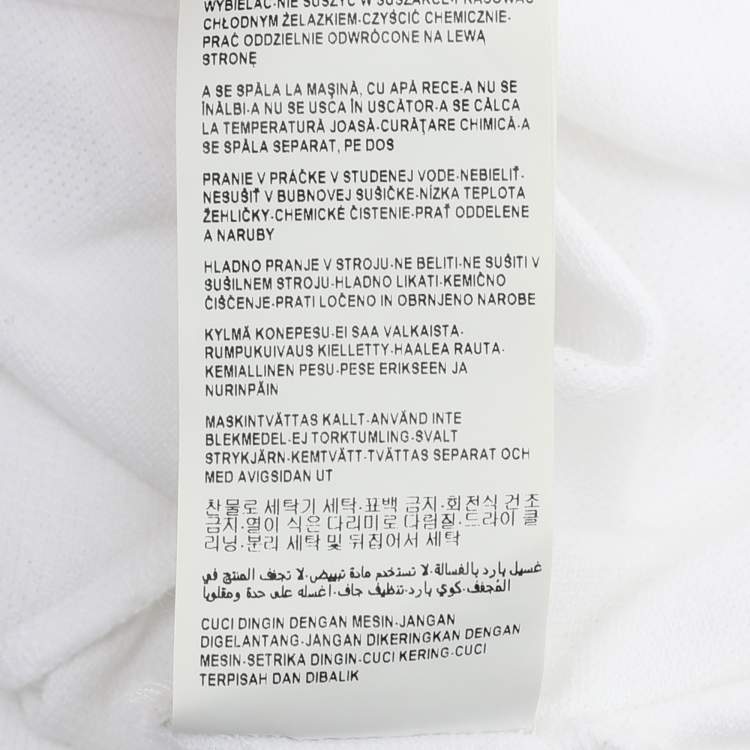 WYBIELAĆ-NIE SUSZYĆ W SUSZARCE-PRASOWAĆ
CHŁODNYM ŻELAZKIEM-CZYŚCIĆ CHEMICZNIE-
PRAĆ ODDZIELNIE ODWRÓCONE NA LEWĄ
STRONĘ
A SE SPĂLA LA MAŞINĂ, CU APĂ RECE-A NU SE
ÎNĂLBI-A NU SE USCA ÎN USCĂTOR-A SE CĂLCA
LA TEMPERATURĂ JOASĂ-CURĂŢARE CHIMICĂ-A
SE SPĂLA SEPARAT, PE DOS
PRANIE V PRÁČKE V STUDENEJ VODE-NEBIELIŤ-
NESUŠIŤ V BUBNOVEJ SUŠIČKE-NÍZKA TEPLOTA
ŽEHLIČKY-CHEMICKÉ ČISTENIE-PRAŤ ODDELENE
A NARUBY
HLADNO PRANJE V STROJU-NE BELITI-NE SUŠITI V
SUŠILNEM STROJU-HLADNO LIKATI-KEMIČNO
ČIŠČENJE-PRATI LOČENO IN OBRNJENO NAROBE
KYLMÄ KONEPESU-EI SAA VALKAISTA-
RUMPUKUIVAUS KIELLETTY-HAALEA RAUTA-
KEMIALLINEN PESU-PESE ERIKSEEN JA
NURINPÄIN
MASKINTVÄTTAS KALLT-ANVÄND INTE
BLEKMEDEL-EJ TORKTUMLING-SVALT
STRYKJÄRN-KEMTVÄTT-TVÄTTAS SEPARAT OCH
MED AVIGSIDAN UT
찬물로 세탁기 세탁-표백 금지-회전식 건조
금지-열이 식은 다리미로 다림질-드라이 클
리닝-분리 세탁 및 뒤집어서 세탁
غسيل بارد بالغسالة-لا تستخدم مادة تبييض-لا تجفف المنتج في
المجفف-كوي بارد-تنظيف جاف-اغسله على حدة ومقلوبا
CUCI DINGIN DENGAN MESIN-JANGAN
DIGELANTANG-JANGAN DIKERINGKAN DENGAN
MESIN-SETRIKA DINGIN-CUCI KERING-CUCI
TERPISAH DAN DIBALIK